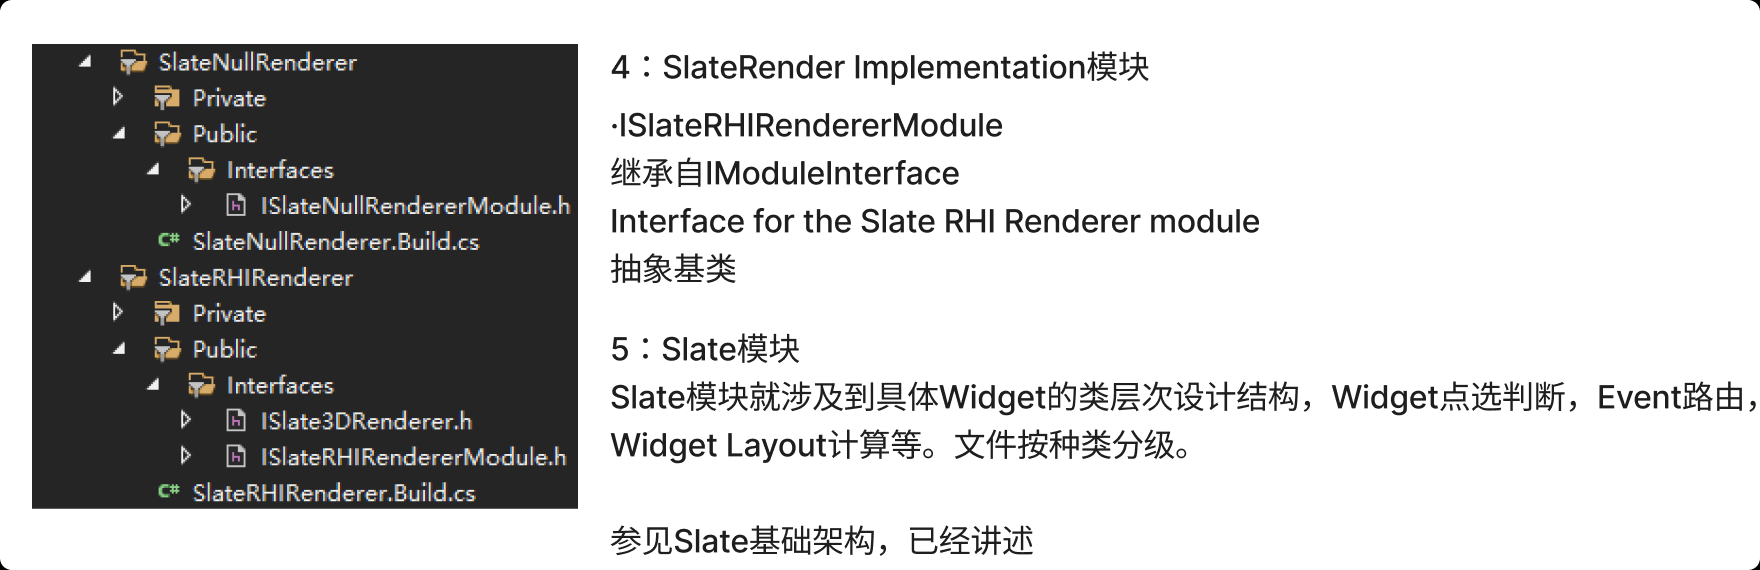 SlateNullRenderer
Private
Public
Interfaces
ISlateNullRendererModule.h
C# SlateNullRenderer.Build.cs
SlateRHIRenderer
Private
Public
Interfaces
ISlate3DRenderer.h
ISlateRHIRendererModule.h
C# SlateRHIRenderer.Build.cs
4：SlateRender Implementation模块
·ISlateRHIRendererModule
继承自IModuleInterface
Interface for the Slate RHI Renderer module
抽象基类
5：Slate模块
Slate模块就涉及到具体Widget的类层次设计结构，Widget点选判断，Event路由，
Widget Layout计算等。文件按种类分级。
参见Slate基础架构，已经讲述